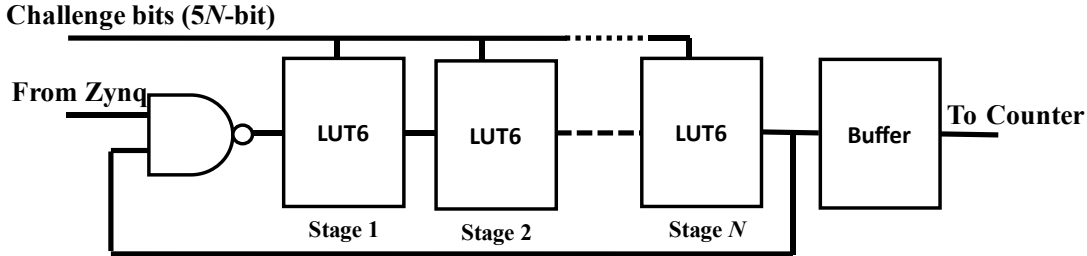 Challenge bits (5N-bit)
From Zynq
LUT6
LUT6
LUT6
Buffer
To Counter
Stage 1
Stage 2
Stage N